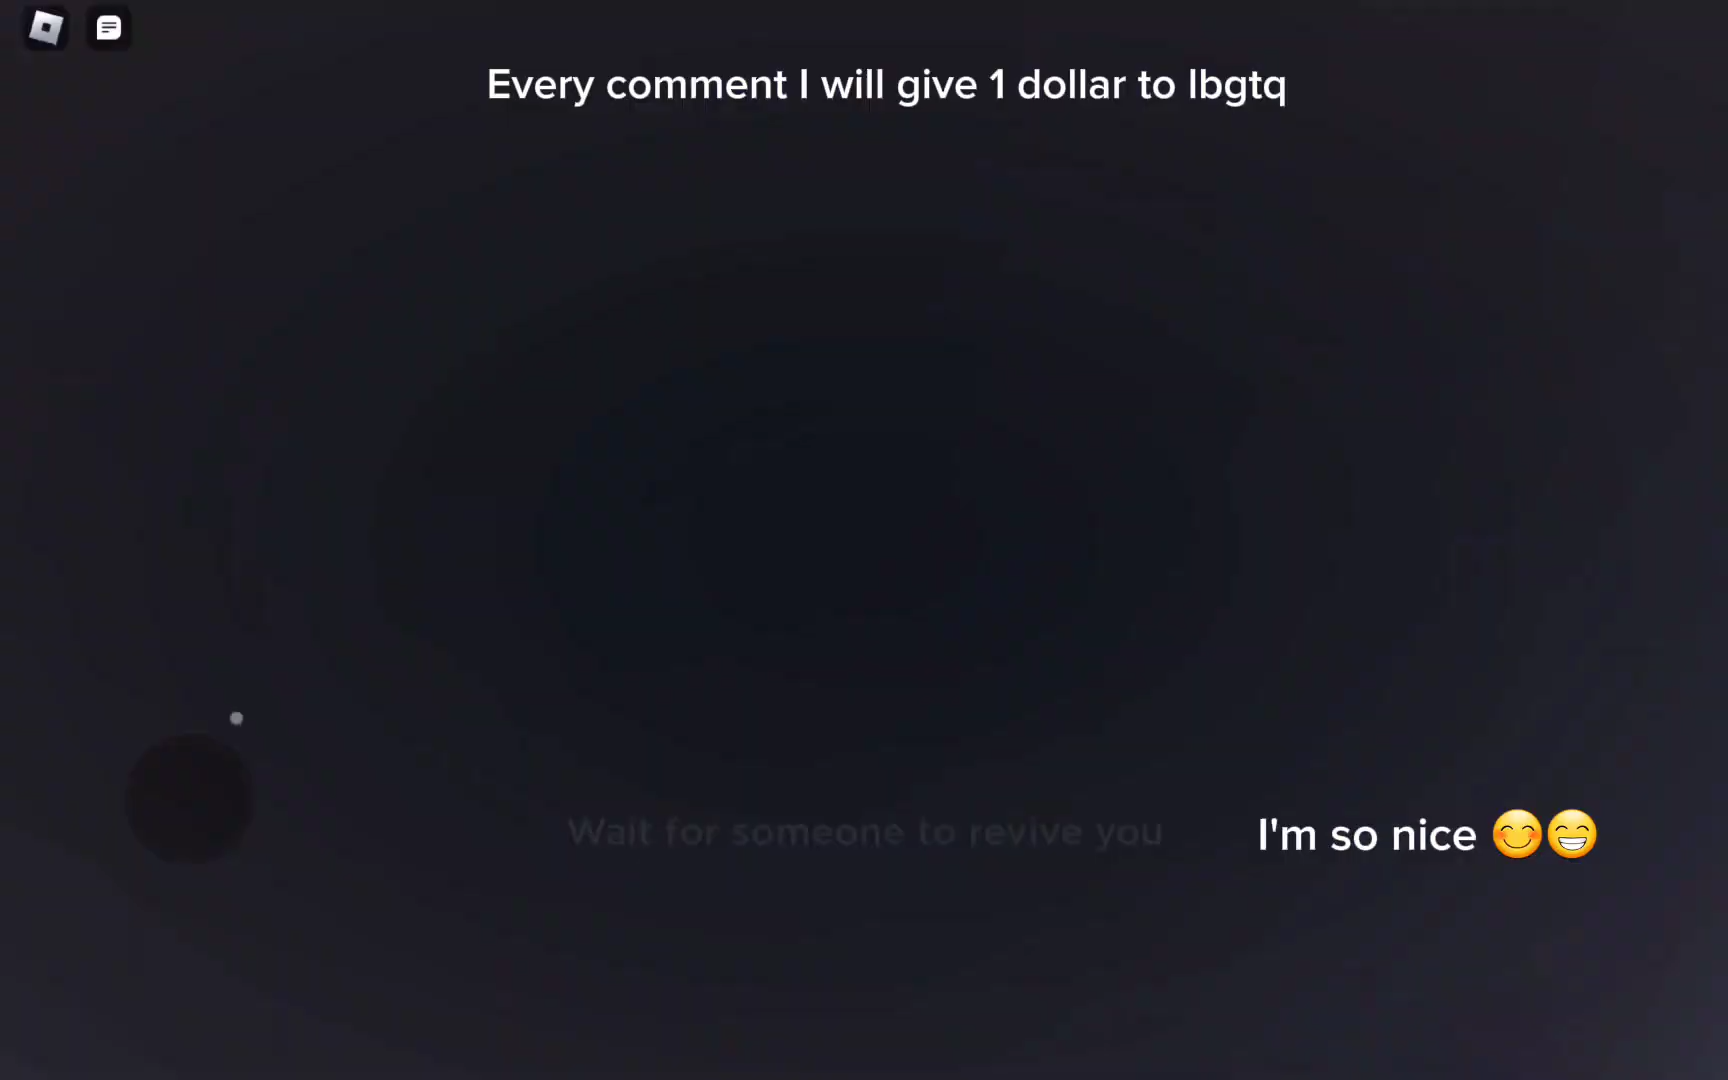 Every comment I will give 1 dollar to lbgtq
Wait for someone to revive you
I'm so nice 😊😁